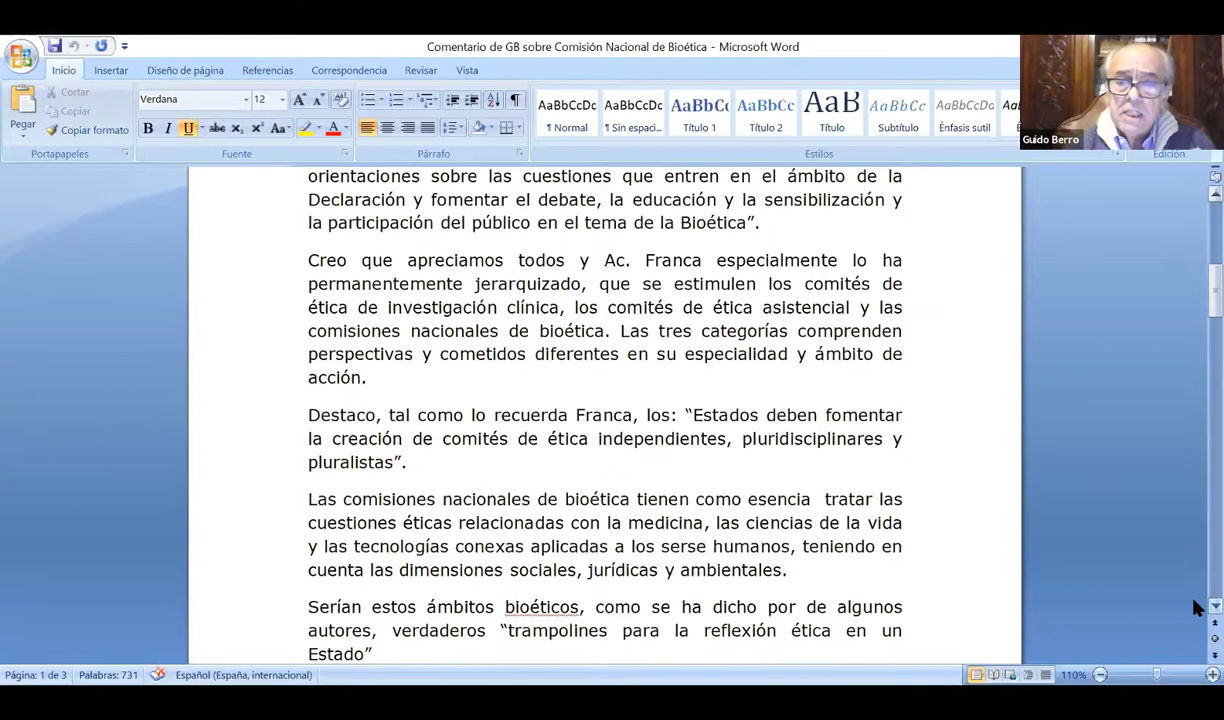 Comentario de GB sobre Comisión Nacional de Bioética - Microsoft Word
Inicio Insertar Diseño de página Referencias Correspondencia Revisar Vista
Pegar
Cortar
Copiar
Copiar formato
Portapapeles
Verdana 12
Fuente
Párrafo
AaBbCcDc AaBbCcDc AaBbCc AaBbCc AaB AaBbCc AaBbCcDc
¶ Normal ¶ Sin espaci... Título 1 Título 2 Título Subtítulo Énfasis sutil
Estilos
Edición
Guido Berro
orientaciones sobre las cuestiones que entren en el ámbito de la
Declaración y fomentar el debate, la educación y la sensibilización y
la participación del público en el tema de la Bioética”.
Creo que apreciamos todos y Ac. Franca especialmente lo ha
permanentemente jerarquizado, que se estimulen los comités de
ética de investigación clínica, los comités de ética asistencial y las
comisiones nacionales de bioética. Las tres categorías comprenden
perspectivas y cometidos diferentes en su especialidad y ámbito de
acción.
Destaco, tal como lo recuerda Franca, los: “Estados deben fomentar
la creación de comités de ética independientes, pluridisciplinares y
pluralistas”.
Las comisiones nacionales de bioética tienen como esencia tratar las
cuestiones éticas relacionadas con la medicina, las ciencias de la vida
y las tecnologías conexas aplicadas a los serse humanos, teniendo en
cuenta las dimensiones sociales, jurídicas y ambientales.
Serían estos ámbitos bioéticos, como se ha dicho por de algunos
autores, verdaderos “trampolines para la reflexión ética en un
Estado”
Página: 1 de 3 Palabras: 731 Español (España, internacional) 110%